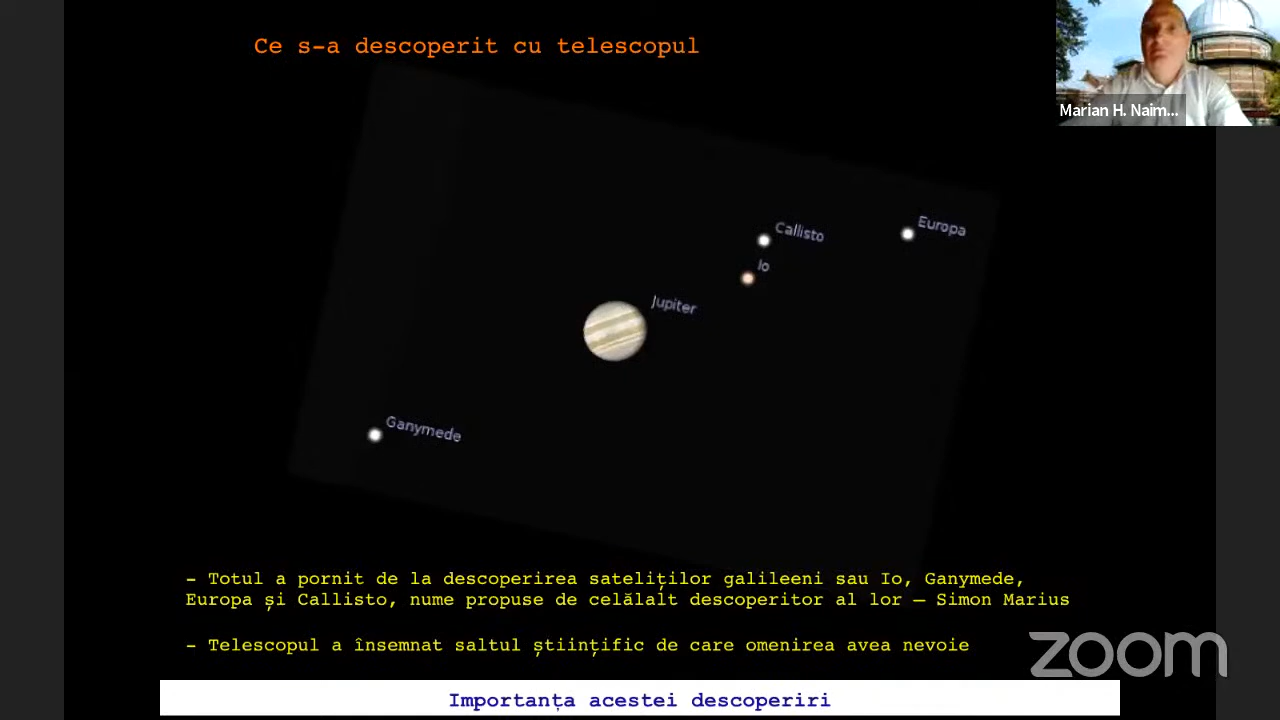 Ce s-a descoperit cu telescopul
Marian H. Naim...
Callisto
Europa
Io
Jupiter
Ganymede
- Totul a pornit de la descoperirea sateliților galileeni sau Io, Ganymede,
Europa și Callisto, nume propuse de celălalt descoperitor al lor – Simon Marius
- Telescopul a însemnat saltul științific de care omenirea avea nevoie
zoom
Importanța acestei descoperiri